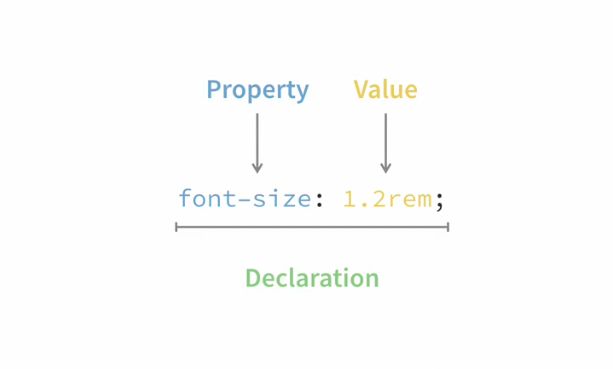 Property Value
font-size: 1.2rem;
Declaration